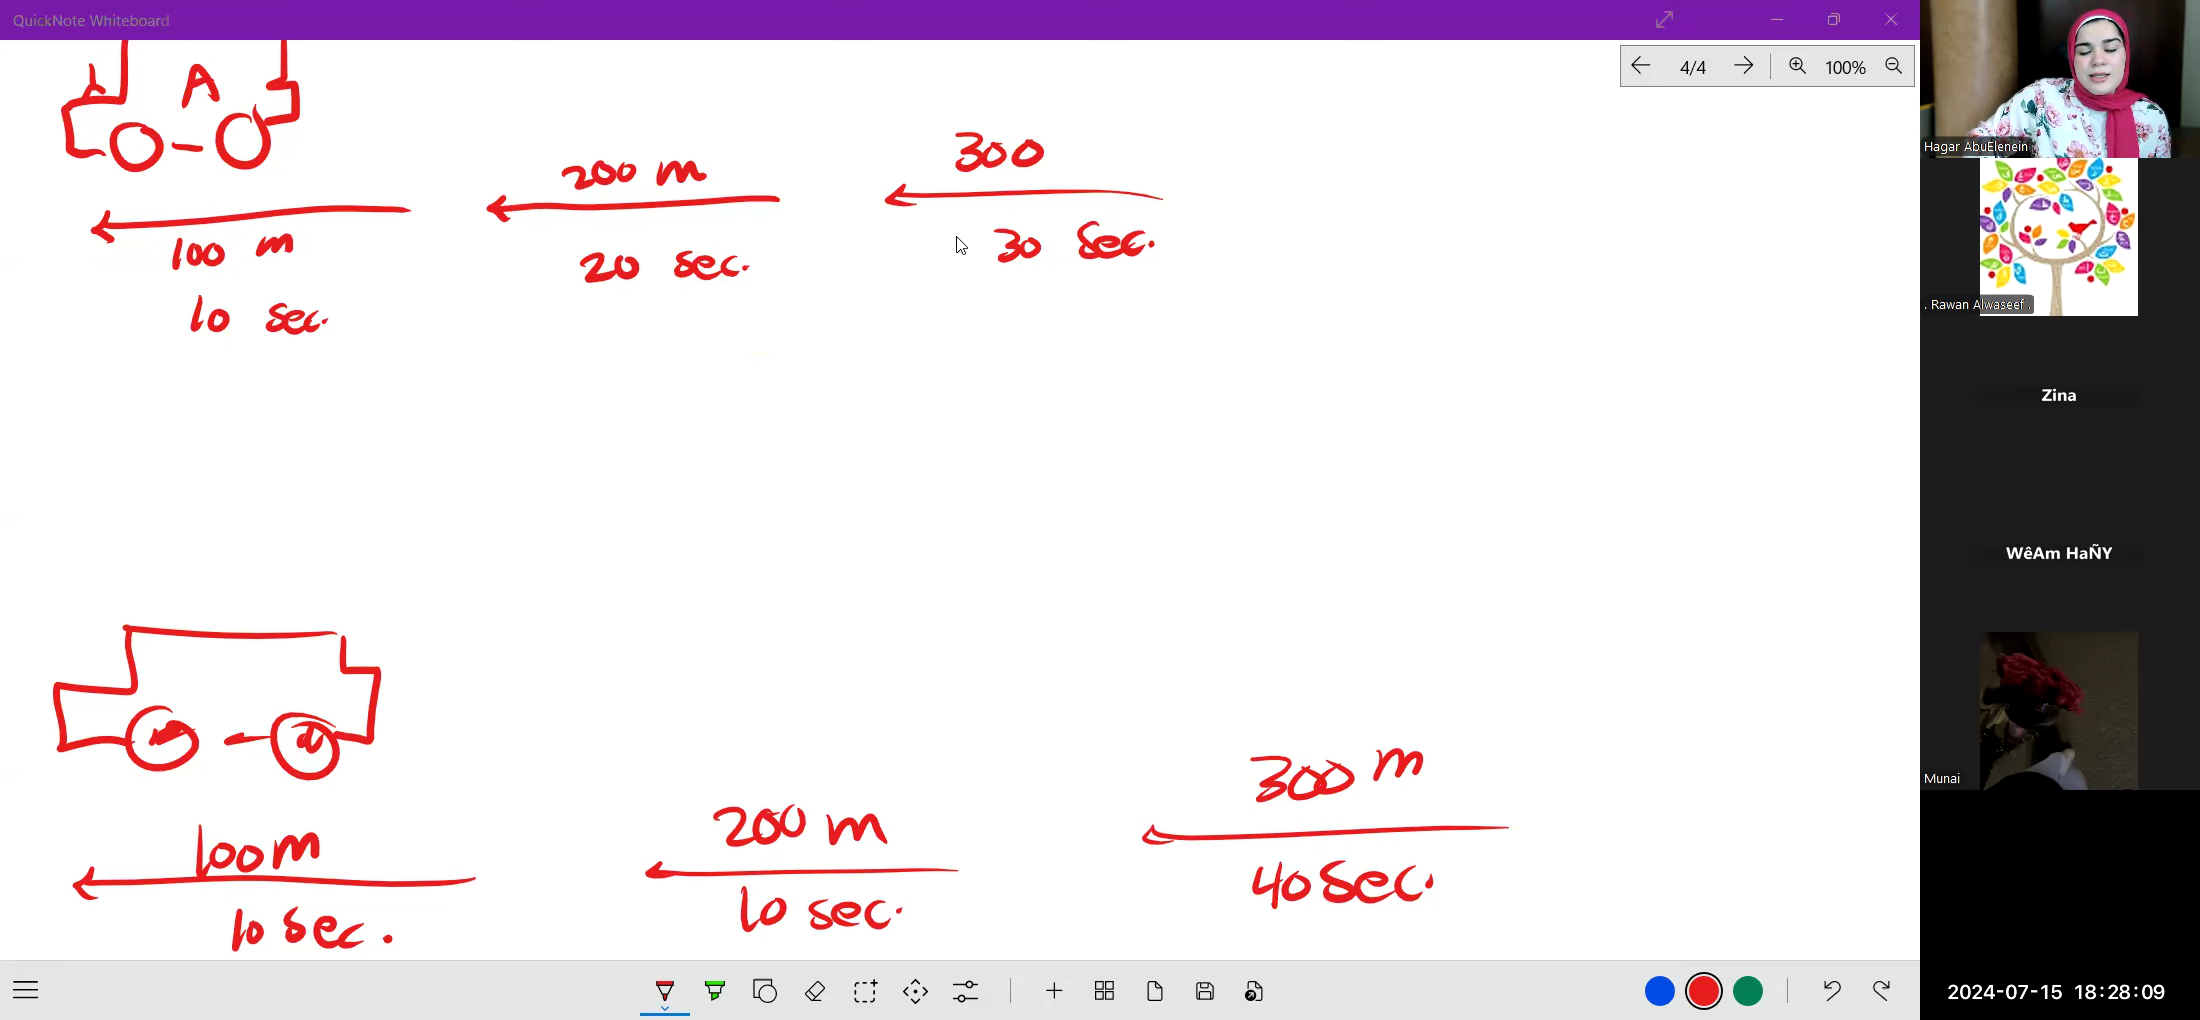 QuickNote Whiteboard
4/4
100%
A
200 m
300
100 m
20 sec.
30 sec.
10 sec.
300 m
100m
200 m
10 sec.
10 sec.
40 sec.
Hagar AbuElenein
. Rawan Alwaseef .
Zina
WêAm HaÑY
Munai
2024-07-15 18:28:09